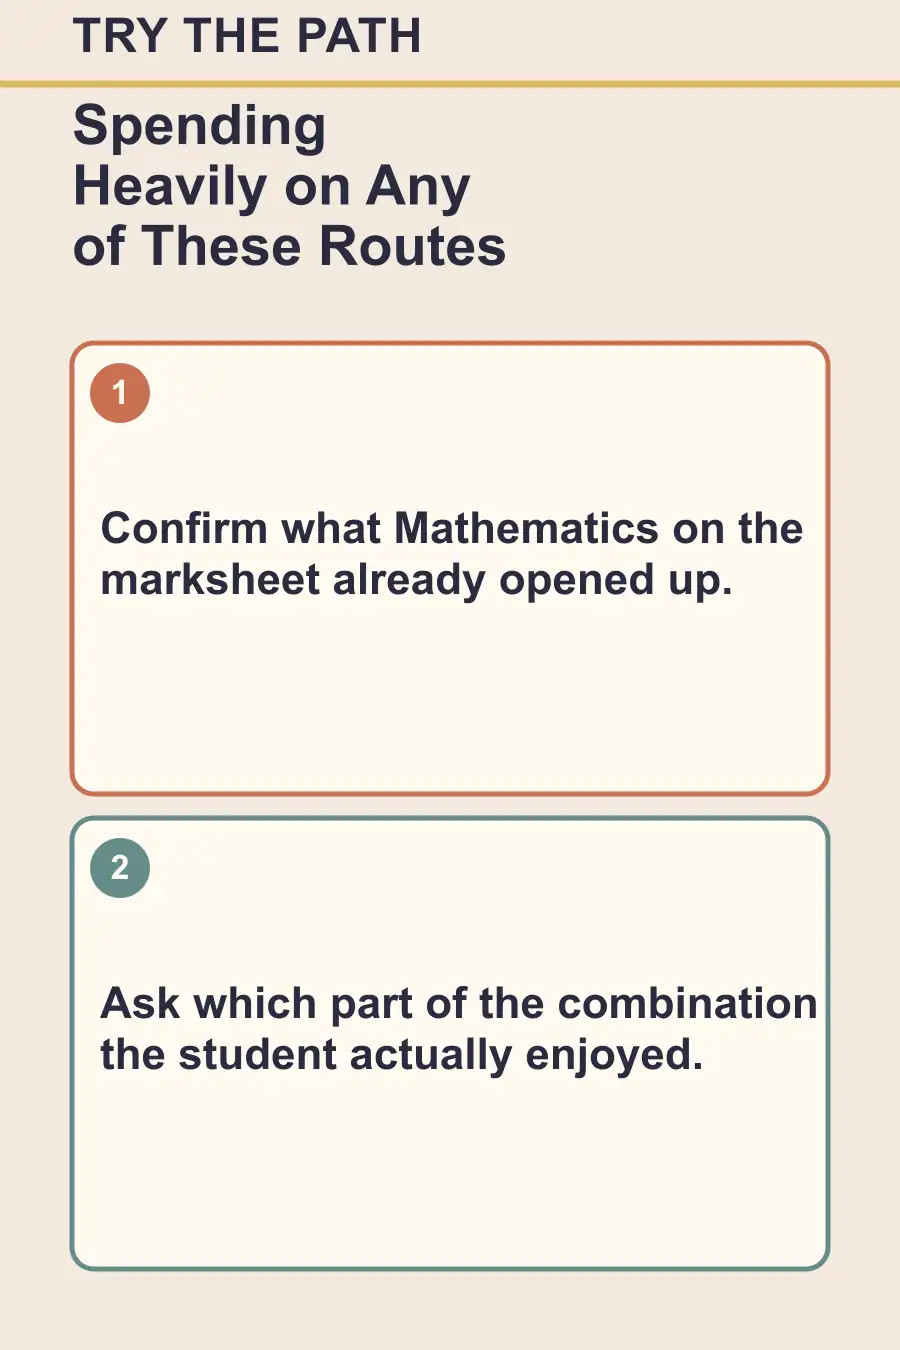 TRY THE PATH
Spending
Heavily on Any
of These Routes
1
Confirm what Mathematics on the
marksheet already opened up.
2
Ask which part of the combination
the student actually enjoyed.